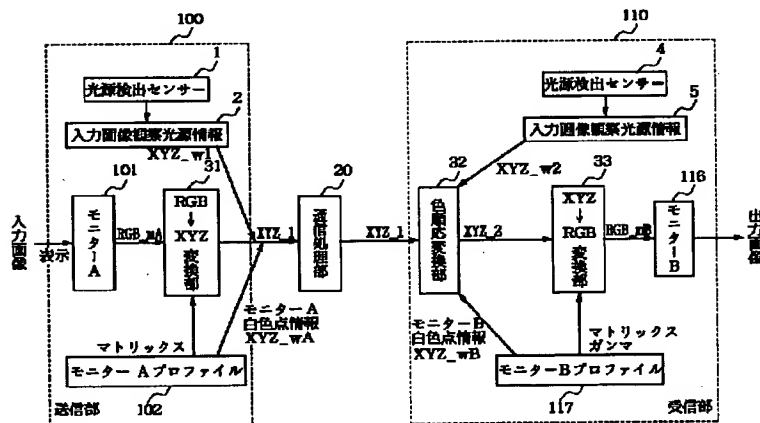 100
110
1
4
光源検出センサー
光源検出センサー
2
5
入力画像観察光源情報
入力画像観察光源情報
XYZ_w1
XYZ_w2
101
31
20
32
33
116
入力画像
表示
モニターA
RGB_mA
RGB
→
XYZ
変換部
XYZ_1
送信処理部
XYZ_1
色順応変換部
XYZ_2
XYZ
→
RGB
変換部
RGB_mB
モニターB
出力画像
モニターA
白色点情報
XYZ_wA
モニターB
白色点情報
XYZ_wB
マトリックス
マトリックス
ガンマ
モニター Aプロファイル
モニターBプロファイル
送信部
102
117
受信部